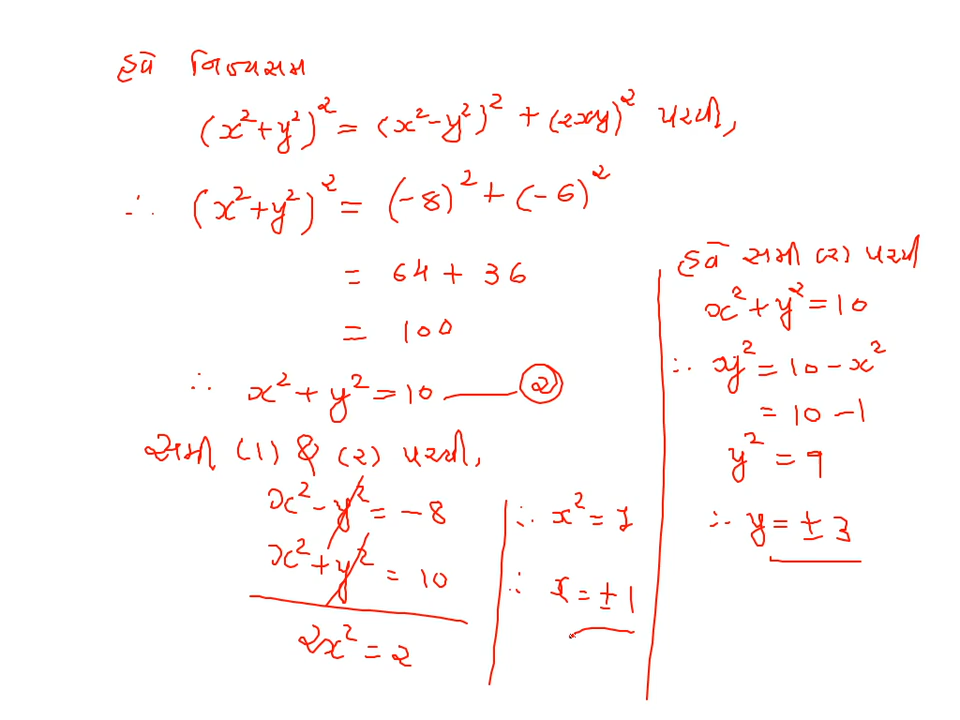 હવે નિત્યસમ
(x²+y²)² = (x²-y²)² + (2xy)² પરથી,
∴ (x²+y²)² = (-8)² + (-6)²
= 64 + 36
= 100
∴ x² + y² = 10 —— ②
સમી (1) & (2) પરથી,
x² - y² = -8
x² + y² = 10
2x² = 2
∴ x² = 1
∴ x = ± 1
હવે સમી (2) પરથી
x² + y² = 10
∴ y² = 10 - x²
= 10 - 1
y² = 9
∴ y = ± 3